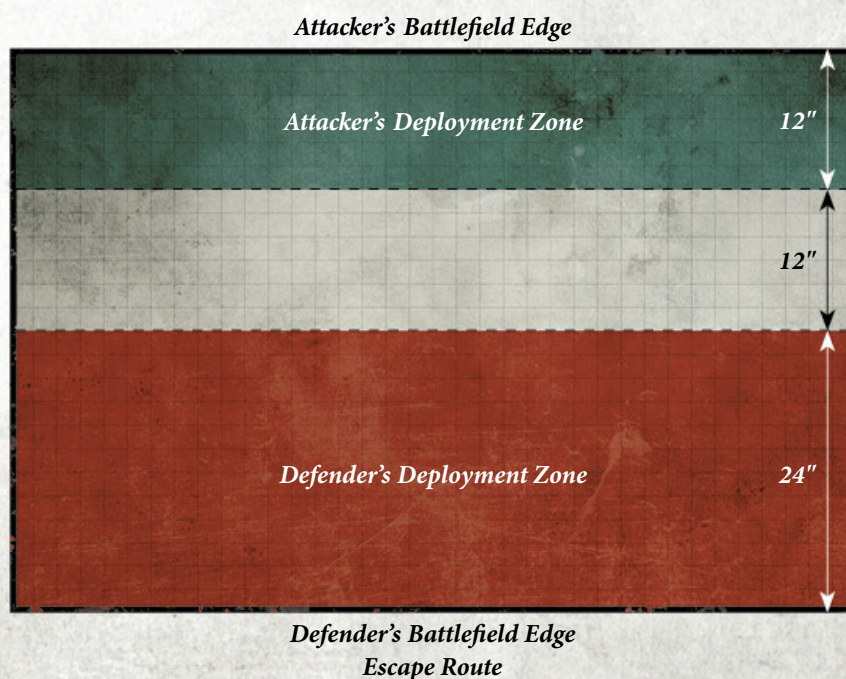 Attacker's Battlefield Edge
Attacker's Deployment Zone
12"
12"
Defender's Deployment Zone
24"
Defender's Battlefield Edge
Escape Route